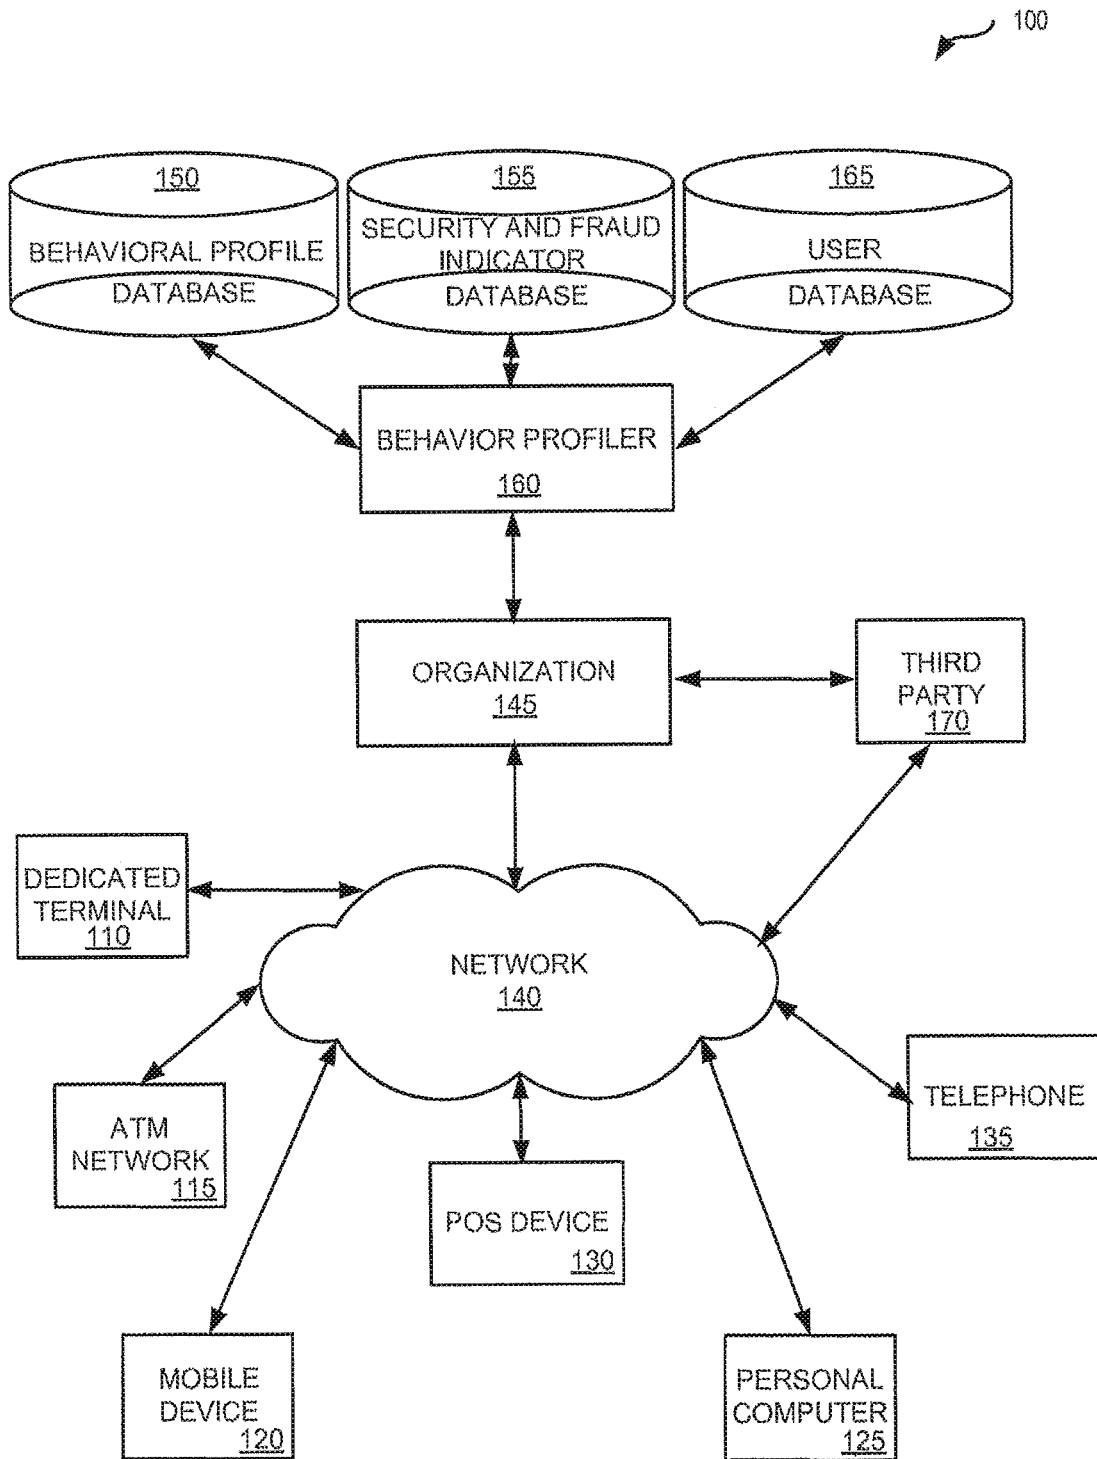 100
150
BEHAVIORAL PROFILE
DATABASE
155
SECURITY AND FRAUD
INDICATOR
DATABASE
165
USER
DATABASE
BEHAVIOR PROFILER
160
ORGANIZATION
145
THIRD
PARTY
170
DEDICATED
TERMINAL
110
NETWORK
140
ATM
NETWORK
115
TELEPHONE
135
POS DEVICE
130
MOBILE
DEVICE
120
PERSONAL
COMPUTER
125